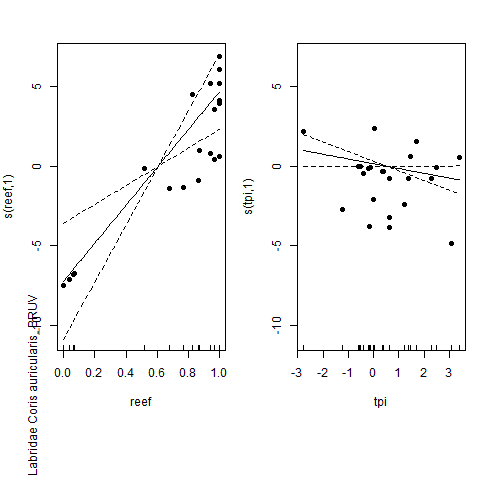 Labridae Coris auricularis_BRUV
s(reef,1)
5
0
-5
-10
0.0 0.2 0.4 0.6 0.8 1.0
reef
s(tpi,1)
5
0
-5
-10
-3 -2 -1 0 1 2 3
tpi